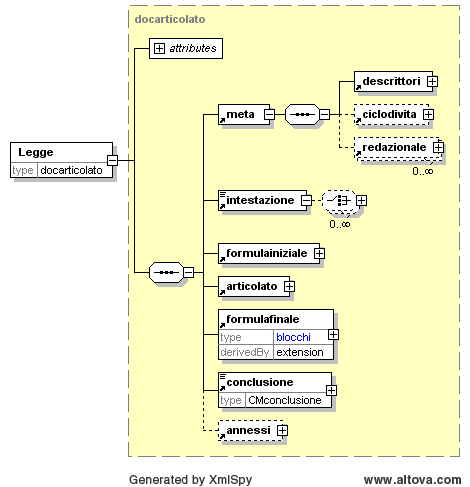 docarticolato
attributes
descrittori
meta
ciclodivita
Legge
type docarticolato
redazionale
0..∞
intestazione
0..∞
formulainiziale
articolato
formulafinale
type blocchi
derivedBy extension
conclusione
type CMconclusione
annessi
Generated by XmlSpy
www.altova.com